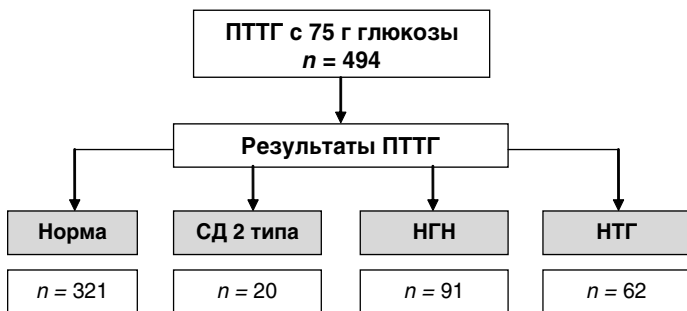 ПТТГ с 75 г глюкозы
n = 494
Результаты ПТТГ
Норма
СД 2 типа
НГН
НТГ
n = 321
n = 20
n = 91
n = 62